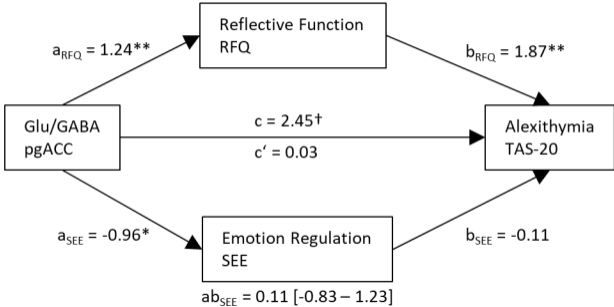 Reflective Function
RFQ
a_RFQ = 1.24**
b_RFQ = 1.87**
Glu/GABA
pgACC
c = 2.45†
c‘ = 0.03
Alexithymia
TAS-20
a_SEE = -0.96*
Emotion Regulation
SEE
b_SEE = -0.11
ab_SEE = 0.11 [-0.83 – 1.23]